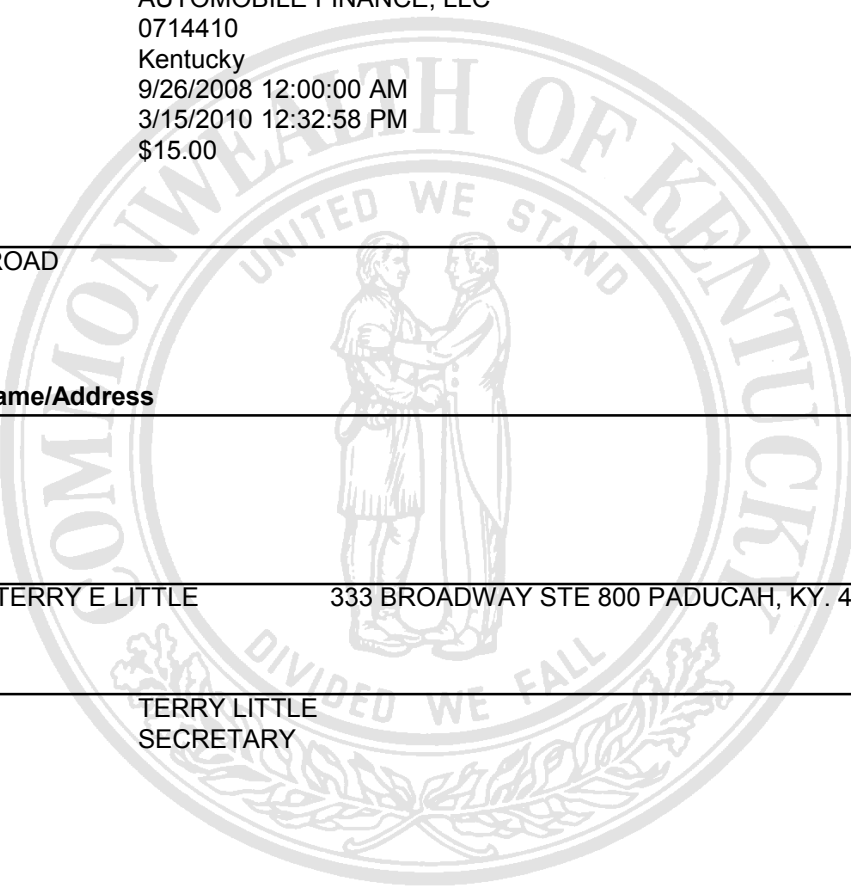 AUTOMOBILE FINANCE, LLC
0714410
Kentucky
9/26/2008 12:00:00 AM
3/15/2010 12:32:58 PM
$15.00
COMMONWEALTH OF KENTUCKY
UNITED WE STAND
ROAD
ame/Address
TERRY E LITTLE 333 BROADWAY STE 800 PADUCAH, KY. 4
DIVIDED WE FALL
TERRY LITTLE
SECRETARY